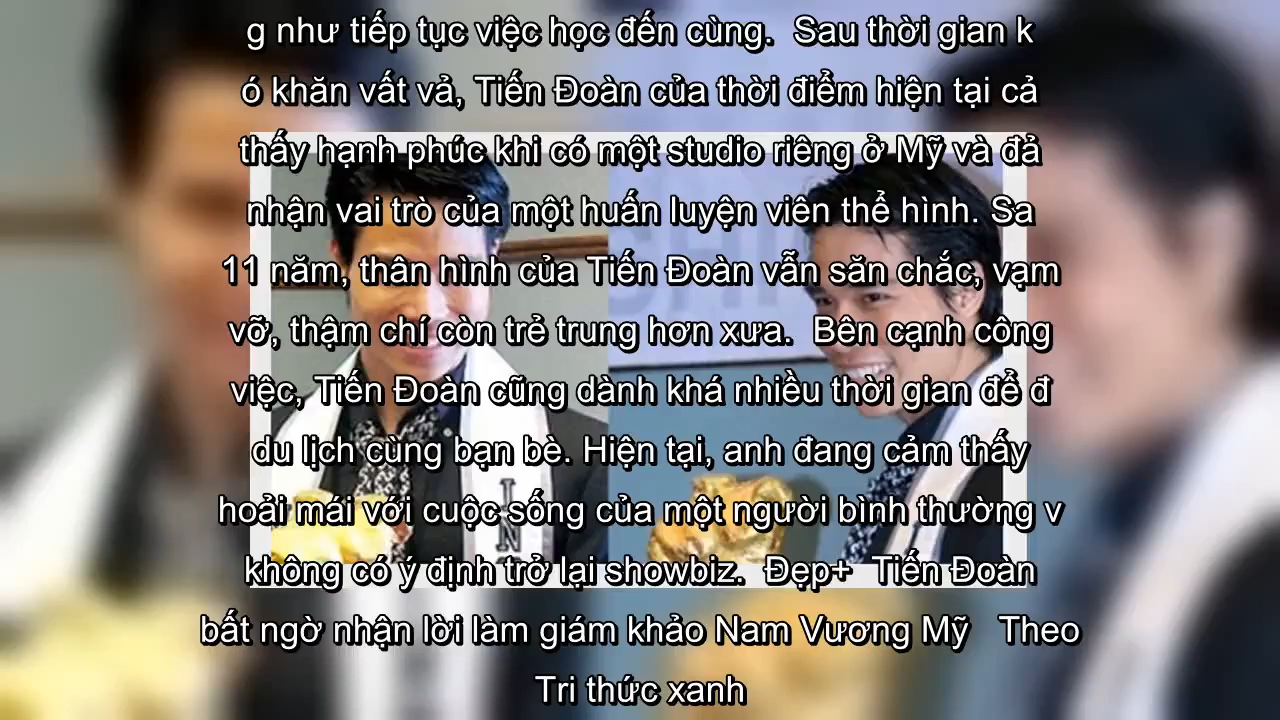 g như tiếp tục việc học đến cùng.  Sau thời gian k
ó khăn vất vả, Tiến Đoàn của thời điểm hiện tại cả
thấy hạnh phúc khi có một studio riêng ở Mỹ và đả
nhận vai trò của một huấn luyện viên thể hình. Sa
11 năm, thân hình của Tiến Đoàn vẫn săn chắc, vạm
vỡ, thậm chí còn trẻ trung hơn xưa.  Bên cạnh công
việc, Tiến Đoàn cũng dành khá nhiều thời gian để đ
du lịch cùng bạn bè. Hiện tại, anh đang cảm thấy
hoải mái với cuộc sống của một người bình thường v
không có ý định trở lại showbiz.  Đẹp+  Tiến Đoàn
bất ngờ nhận lời làm giám khảo Nam Vương Mỹ   Theo
Tri thức xanh